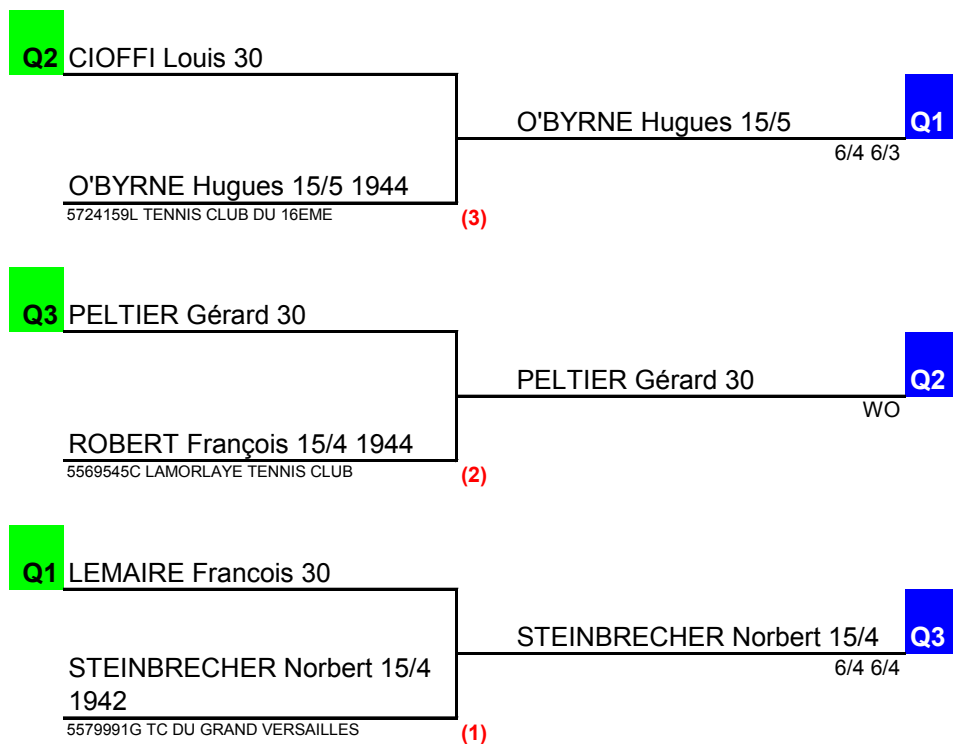 Q2 CIOFFI Louis 30
O'BYRNE Hugues 15/5 Q1
6/4 6/3
O'BYRNE Hugues 15/5 1944
5724159L TENNIS CLUB DU 16EME
(3)
Q3 PELTIER Gérard 30
PELTIER Gérard 30 Q2
WO
ROBERT François 15/4 1944
5569545C LAMORLAYE TENNIS CLUB
(2)
Q1 LEMAIRE Francois 30
STEINBRECHER Norbert 15/4 Q3
6/4 6/4
STEINBRECHER Norbert 15/4
1942
5579991G TC DU GRAND VERSAILLES
(1)